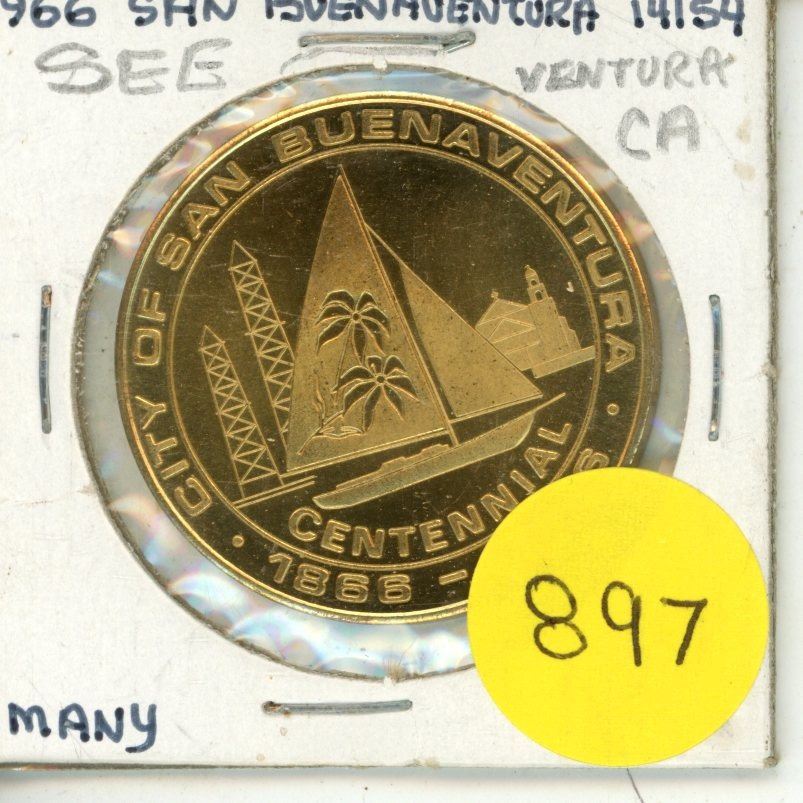 966 SAN BUENAVENTURA 14154
SEE
VENTURA
CA
CITY OF SAN BUENAVENTURA
CENTENNIAL
1866 -
897
MANY